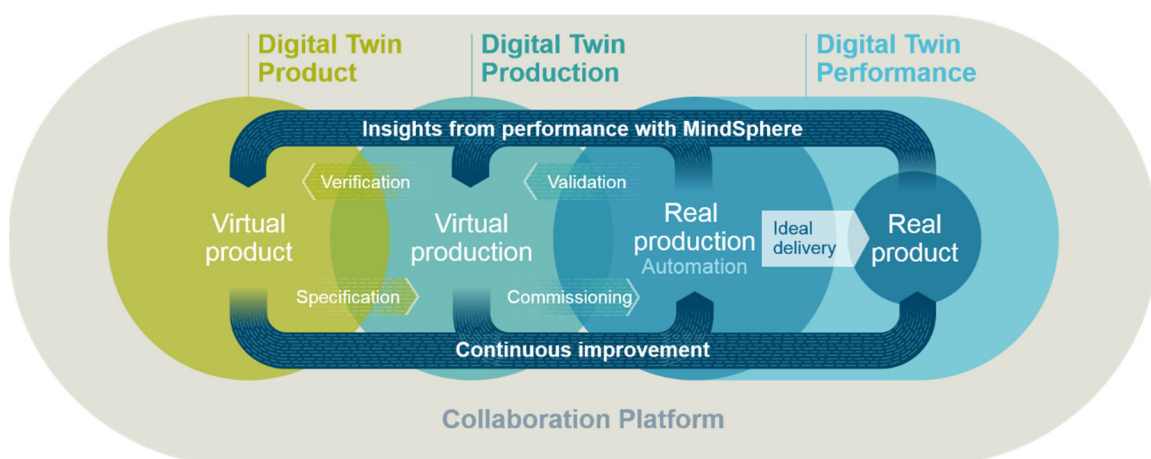 Digital Twin
Product
Digital Twin
Production
Digital Twin
Performance
Insights from performance with MindSphere
Verification
Validation
Virtual
product
Virtual
production
Real
production
Automation
Ideal
delivery
Real
product
Specification
Commissioning
Continuous improvement
Collaboration Platform